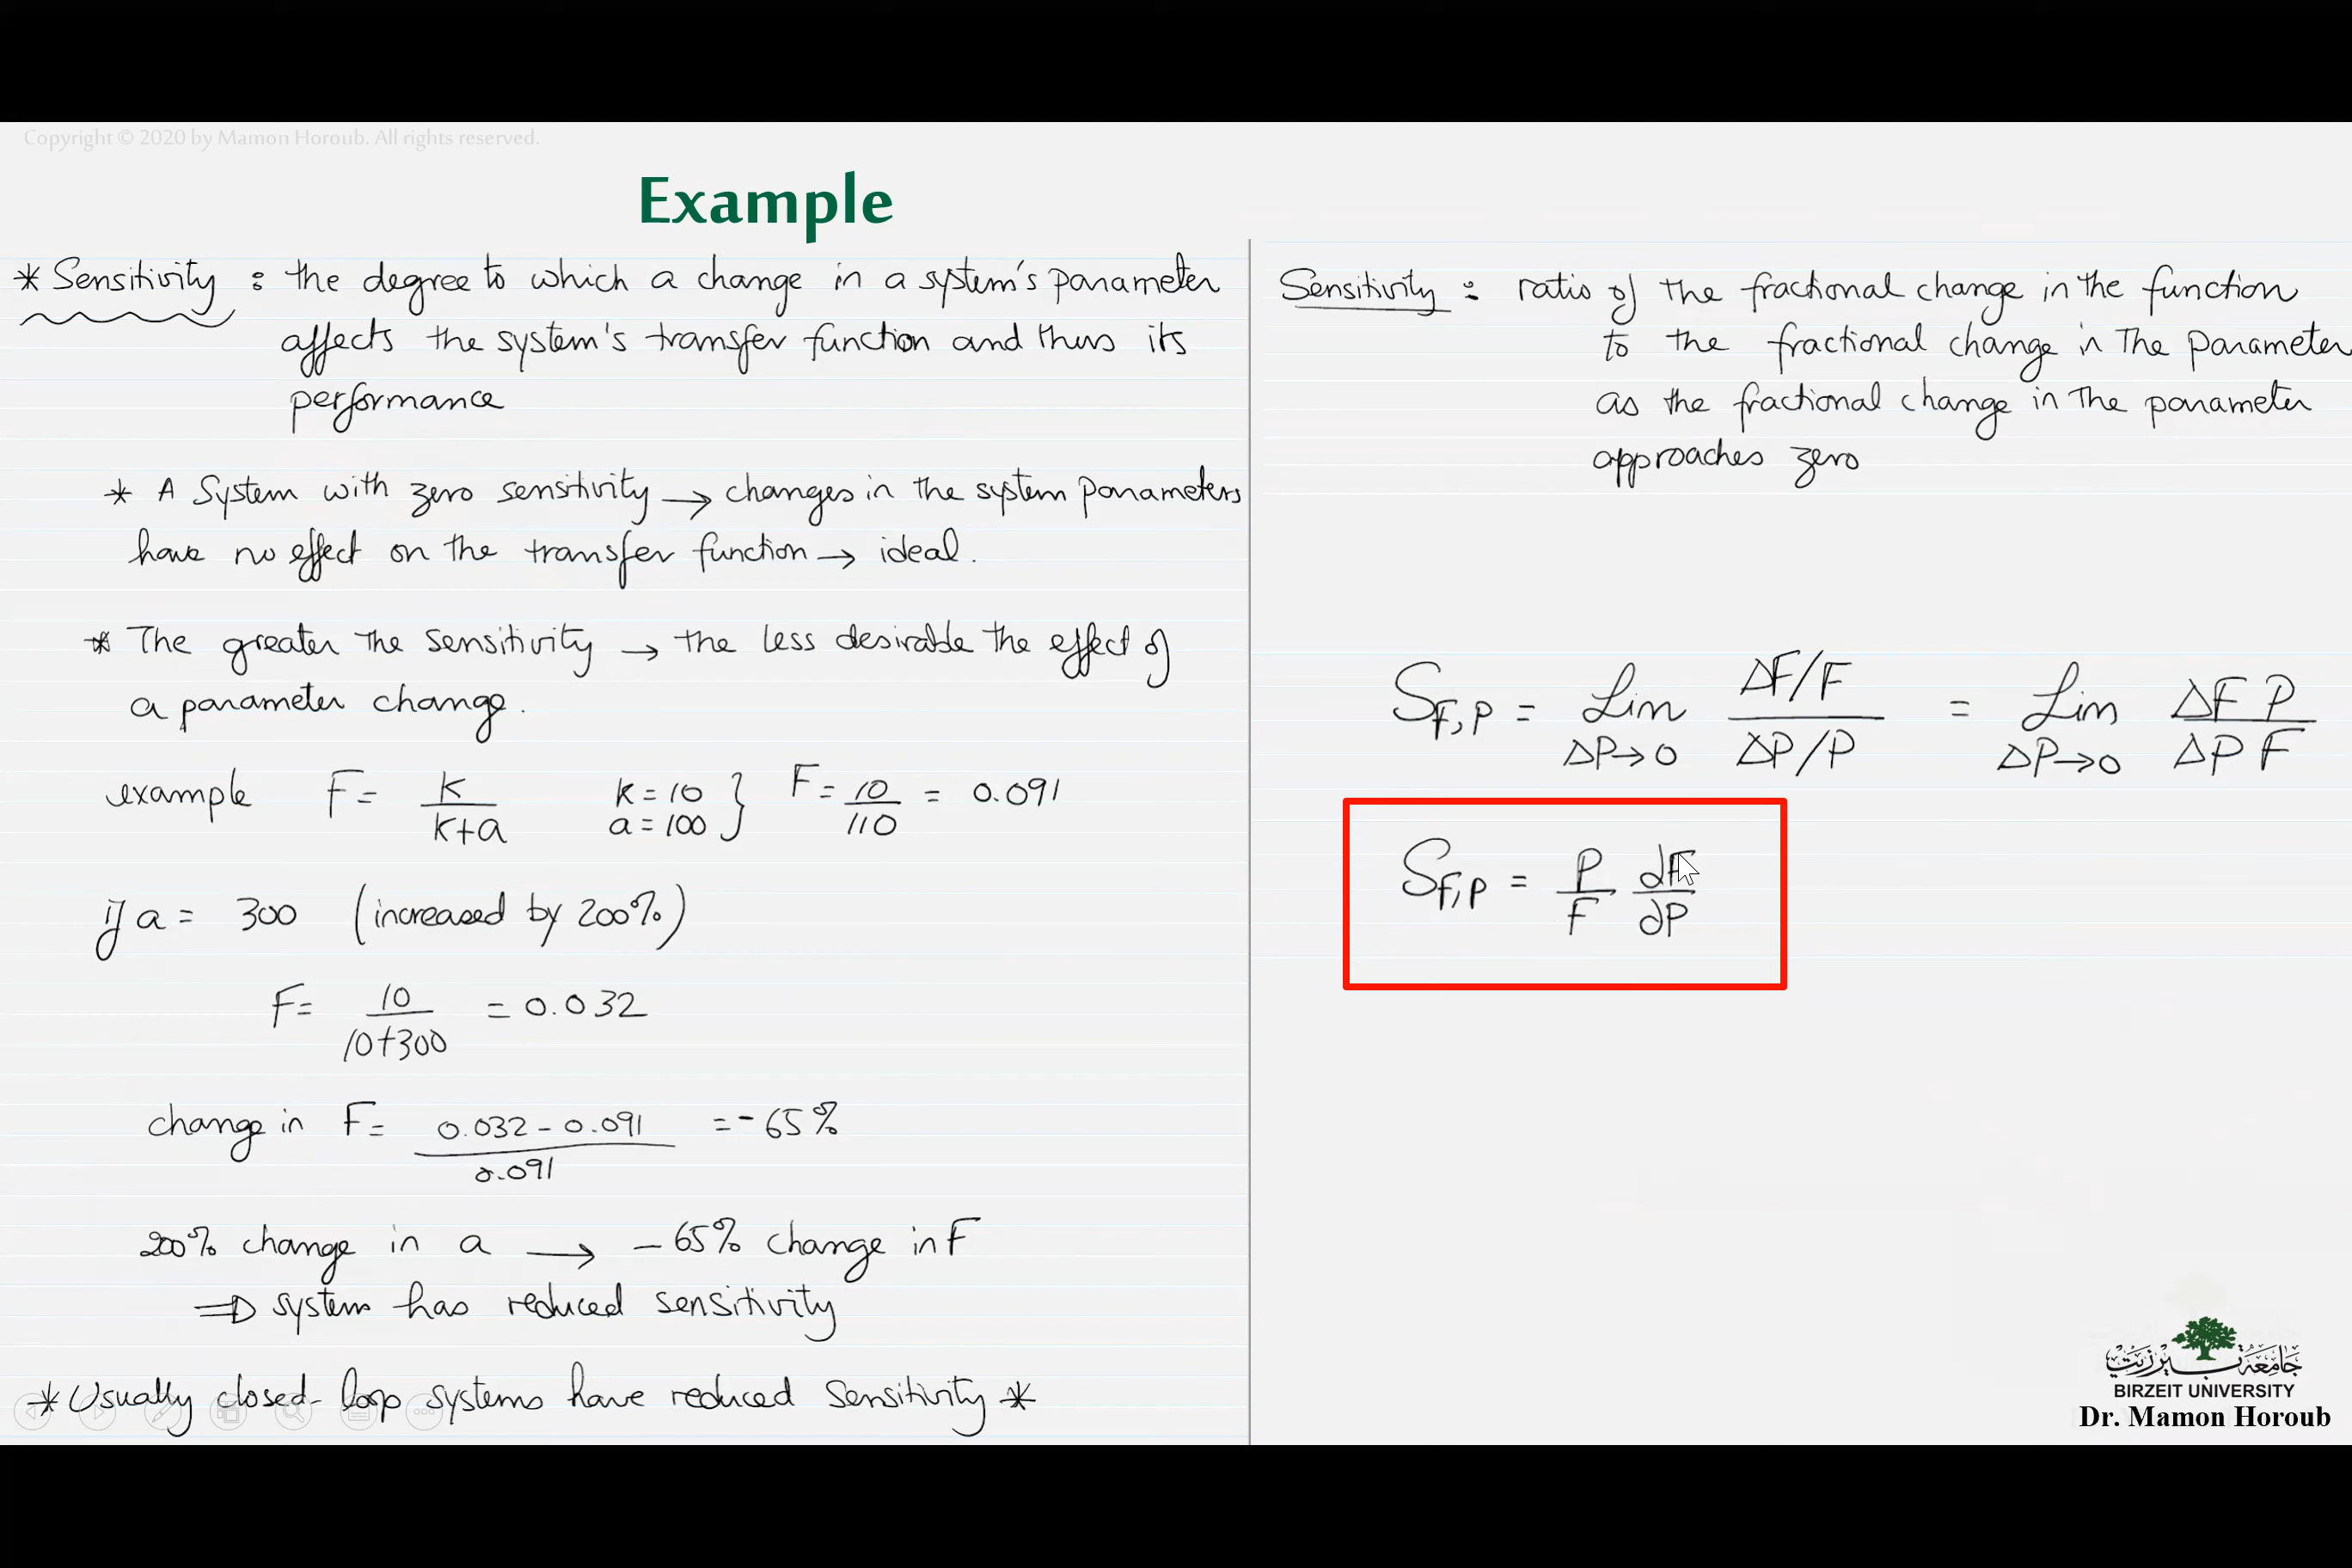 Copyright © 2020 by Mamon Horoub. All rights reserved.
Example
* Sensitivity : the degree to which a change in a system's parameter
affects the system's transfer function and thus its
performance
* A System with zero sensitivity → changes in the system parameters
have no effect on the transfer function → ideal.
* The greater the sensitivity → the less desirable the effect of
a parameter change.
example F = K / K+a K = 10 a = 100 } F = 10 / 110 = 0.091
if a = 300 (increased by 200%)
F = 10 / 10+300 = 0.032
change in F = 0.032 - 0.091 / 0.091 = - 65%
200% change in a → - 65% change in F
⇒ system has reduced sensitivity
* Usually closed-loop systems have reduced sensitivity *
Sensitivity : ratio of the fractional change in the function
to the fractional change in the parameter
as the fractional change in the parameter
approaches zero
S_{F,P} = Lim ΔP→0 ΔF/F / ΔP/P = Lim ΔP→0 ΔF P / ΔP F
S_{F,P} = P / F ∂F / ∂P
جامعة بيرزيت
BIRZEIT UNIVERSITY
Dr. Mamon Horoub